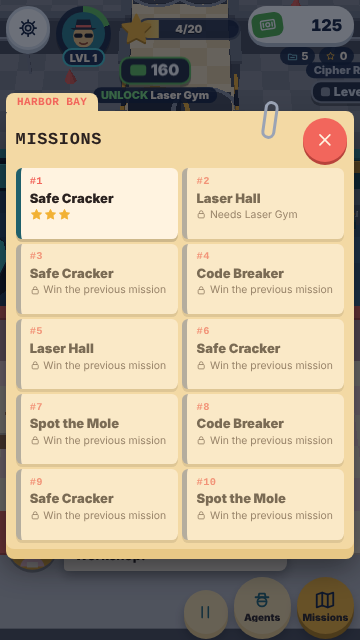 4/20
125
LVL 1
5
0
Cipher R
160
Leve
UNLOCK Laser Gym
HARBOR BAY
MISSIONS
#1
Safe Cracker
#2
Laser Hall
Needs Laser Gym
#3
Safe Cracker
Win the previous mission
#4
Code Breaker
Win the previous mission
#5
Laser Hall
Win the previous mission
#6
Safe Cracker
Win the previous mission
#7
Spot the Mole
Win the previous mission
#8
Code Breaker
Win the previous mission
#9
Safe Cracker
Win the previous mission
#10
Spot the Mole
Win the previous mission
Agents
Missions